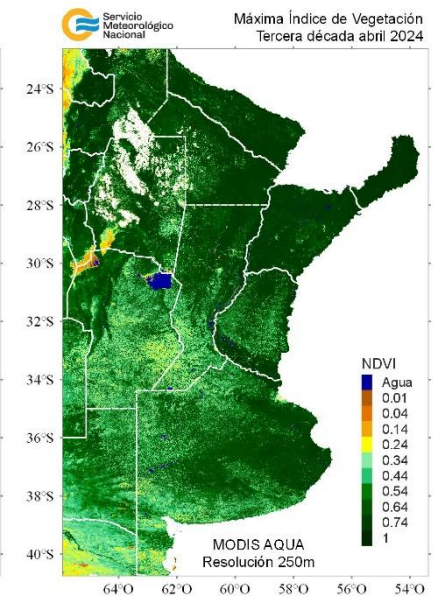 Servicio
Meteorológico
Nacional
Máxima Índice de Vegetación
Tercera década abril 2024
24°S
26°S
28°S
30°S
32°S
34°S
36°S
38°S
40°S
NDVI
Agua
0.01
0.04
0.14
0.24
0.34
0.44
0.54
0.64
0.74
1
MODIS AQUA
Resolución 250m
64°O 62°O 60°O 58°O 56°O 54°O